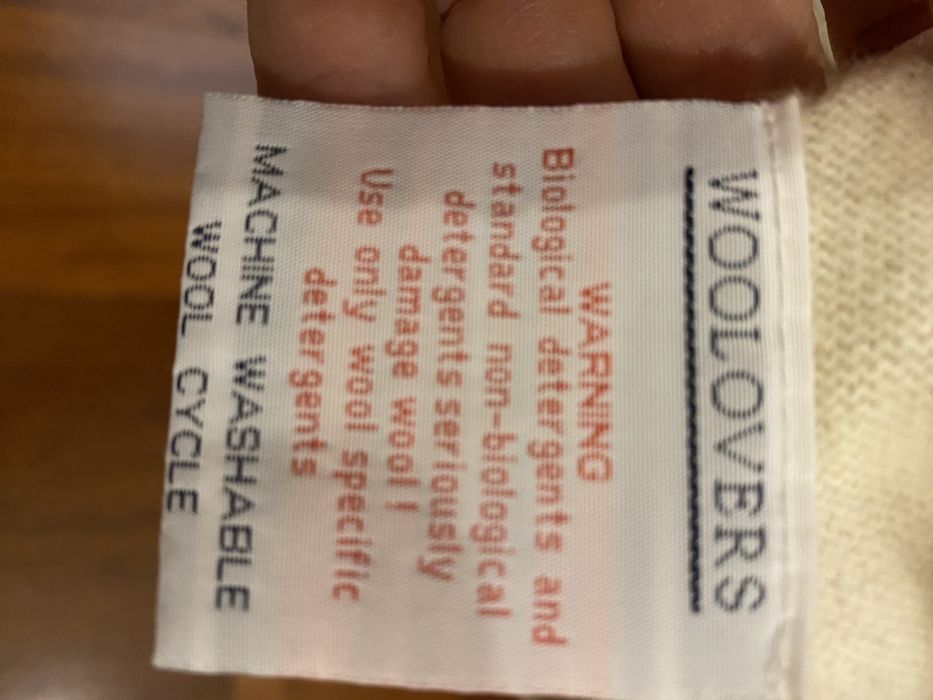 WOOLOVERS
WARNING
Biological detergents and
standard non-biological
detergents seriously
damage wool!
Use only wool specific
detergents
MACHINE WASHABLE
WOOL CYCLE